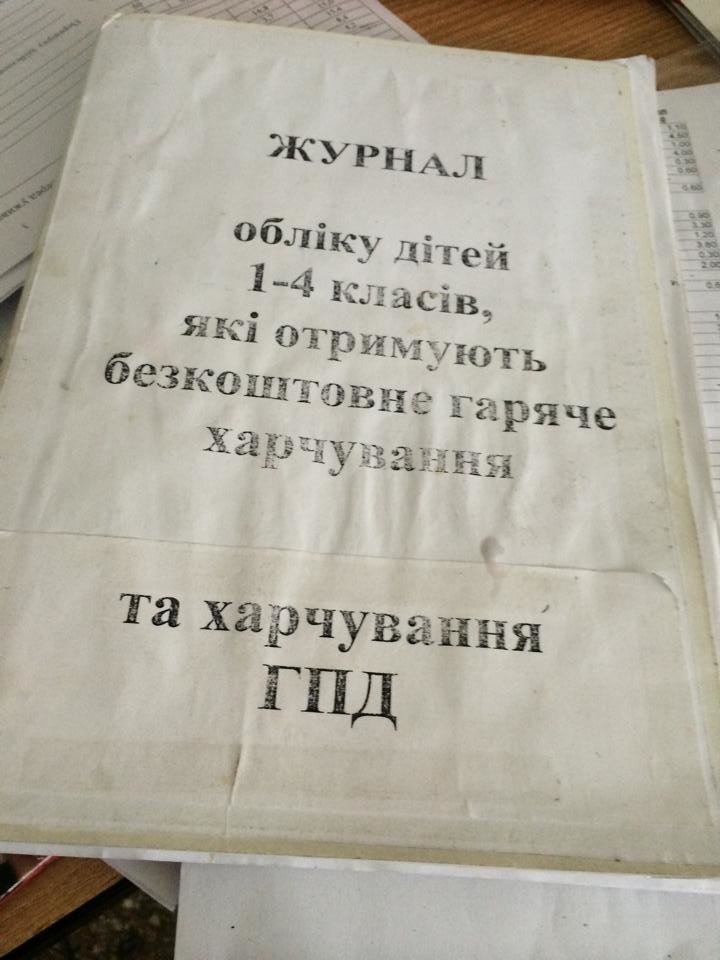 ЖУРНАЛ
обліку дітей
1-4 класів,
які отримують
безкоштовне гаряче
харчування
та харчування
ГПД